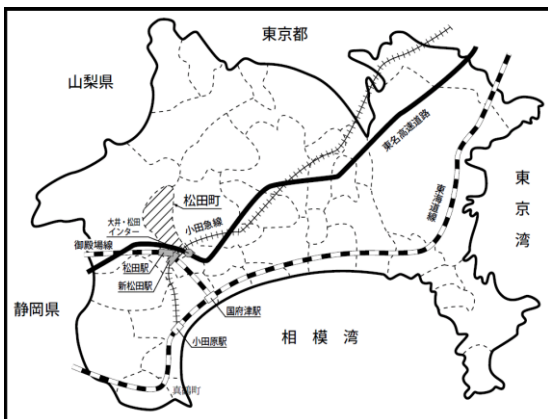 東京都
山梨県
東名高速道路
松田町
大井・松田
インター
小田急線
東海道線
東京湾
御殿場線
松田駅
新松田駅
静岡県
国府津駅
小田原駅
相模湾
真鶴町